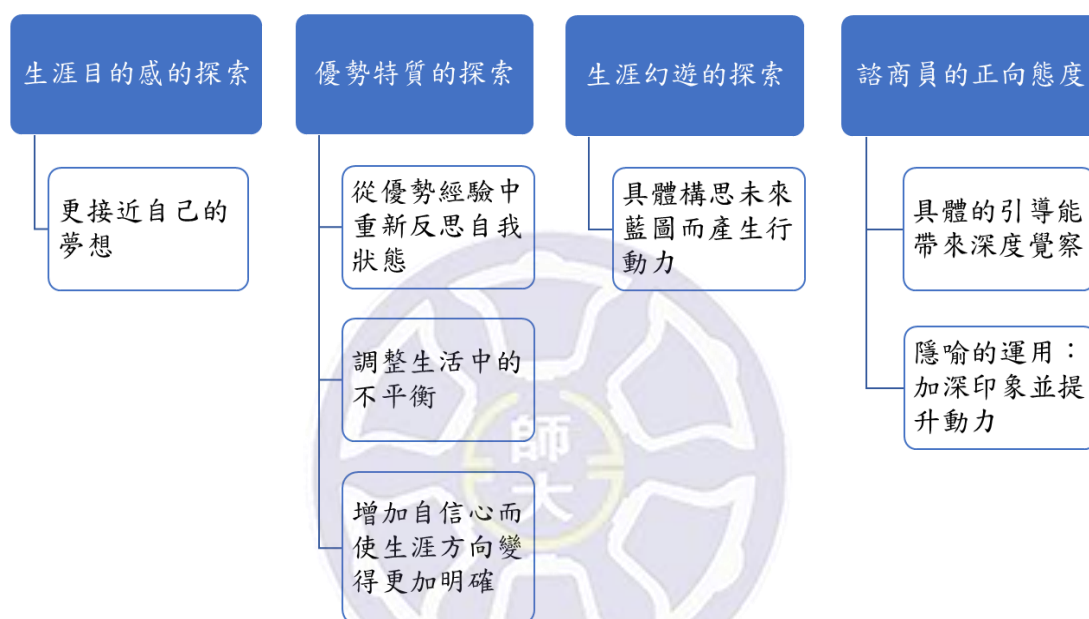 生涯目的感的探索
更接近自己的
夢想
優勢特質的探索
從優勢經驗中
重新反思自我
狀態
調整生活中的
不平衡
增加自信心而
使生涯方向變
得更加明確
生涯幻遊的探索
具體構思未來
藍圖而產生行
動力
諮商員的正向態度
具體的引導能
帶來深度覺察
隱喻的運用：
加深印象並提
升動力
師
大